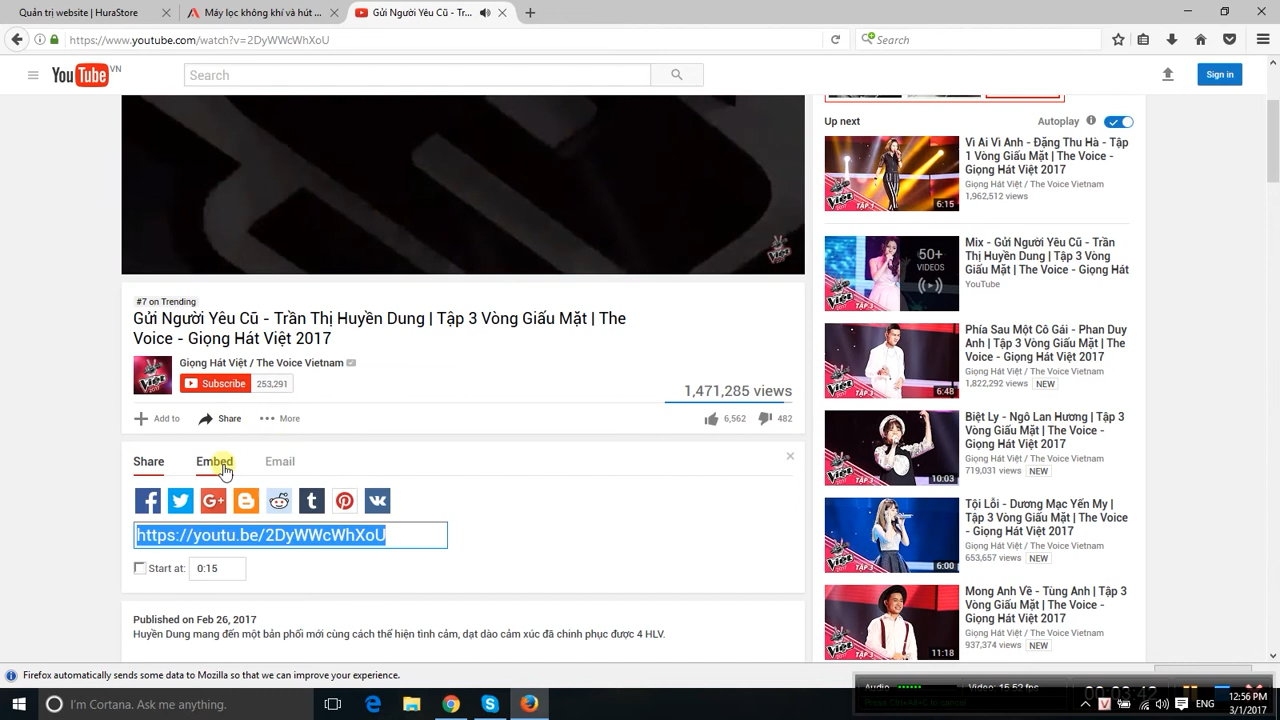 Quản trị website | HuraStore
Máy lọc không khí và hút ...
Gửi Người Yêu Cũ - T...
https://www.youtube.com/watch?v=2DyWWcWhXoU
Search
YouTube VN
Search
Sign in
Up next
Autoplay
Vì Ai Vì Anh - Đặng Thu Hà - Tập
1 Vòng Giấu Mặt | The Voice -
Giọng Hát Việt 2017
Giọng Hát Việt / The Voice Vietnam
1,962,512 views
6:15
Mix - Gửi Người Yêu Cũ - Trần
Thị Huyền Dung | Tập 3 Vòng
Giấu Mặt | The Voice - Giọng Hát
YouTube
50+
VIDEOS
Phía Sau Một Cô Gái - Phan Duy
Anh | Tập 3 Vòng Giấu Mặt | The
Voice - Giọng Hát Việt 2017
Giọng Hát Việt / The Voice Vietnam
1,822,292 views NEW
6:48
Biệt Ly - Ngô Lan Hương | Tập 3
Vòng Giấu Mặt | The Voice -
Giọng Hát Việt 2017
Giọng Hát Việt / The Voice Vietnam
719,031 views NEW
10:03
Tội Lỗi - Dương Mạc Yến My |
Tập 3 Vòng Giấu Mặt | The Voice
- Giọng Hát Việt 2017
Giọng Hát Việt / The Voice Vietnam
653,657 views NEW
6:00
Mong Anh Về - Tùng Anh | Tập 3
Vòng Giấu Mặt | The Voice -
Giọng Hát Việt 2017
Giọng Hát Việt / The Voice Vietnam
937,374 views NEW
11:18
#7 on Trending
Gửi Người Yêu Cũ - Trần Thị Huyền Dung | Tập 3 Vòng Giấu Mặt | The
Voice - Giọng Hát Việt 2017
Giọng Hát Việt / The Voice Vietnam
Subscribe 253,291
1,471,285 views
Add to Share More
6,562 482
Share Embed Email
https://youtu.be/2DyWWcWhXoU
Start at: 0:15
Published on Feb 26, 2017
Huyền Dung mang đến một bản phối mới cùng cách thể hiện tình cảm, dạt dào cảm xúc đã chinh phục được 4 HLV.
Firefox automatically sends some data to Mozilla so that we can improve your experience.
I'm Cortana. Ask me anything.
Audio
Video: 15.52 fps
00:03:42
Press Ctrl+Alt+C to cancel
ENG
12:56 PM
3/1/2017